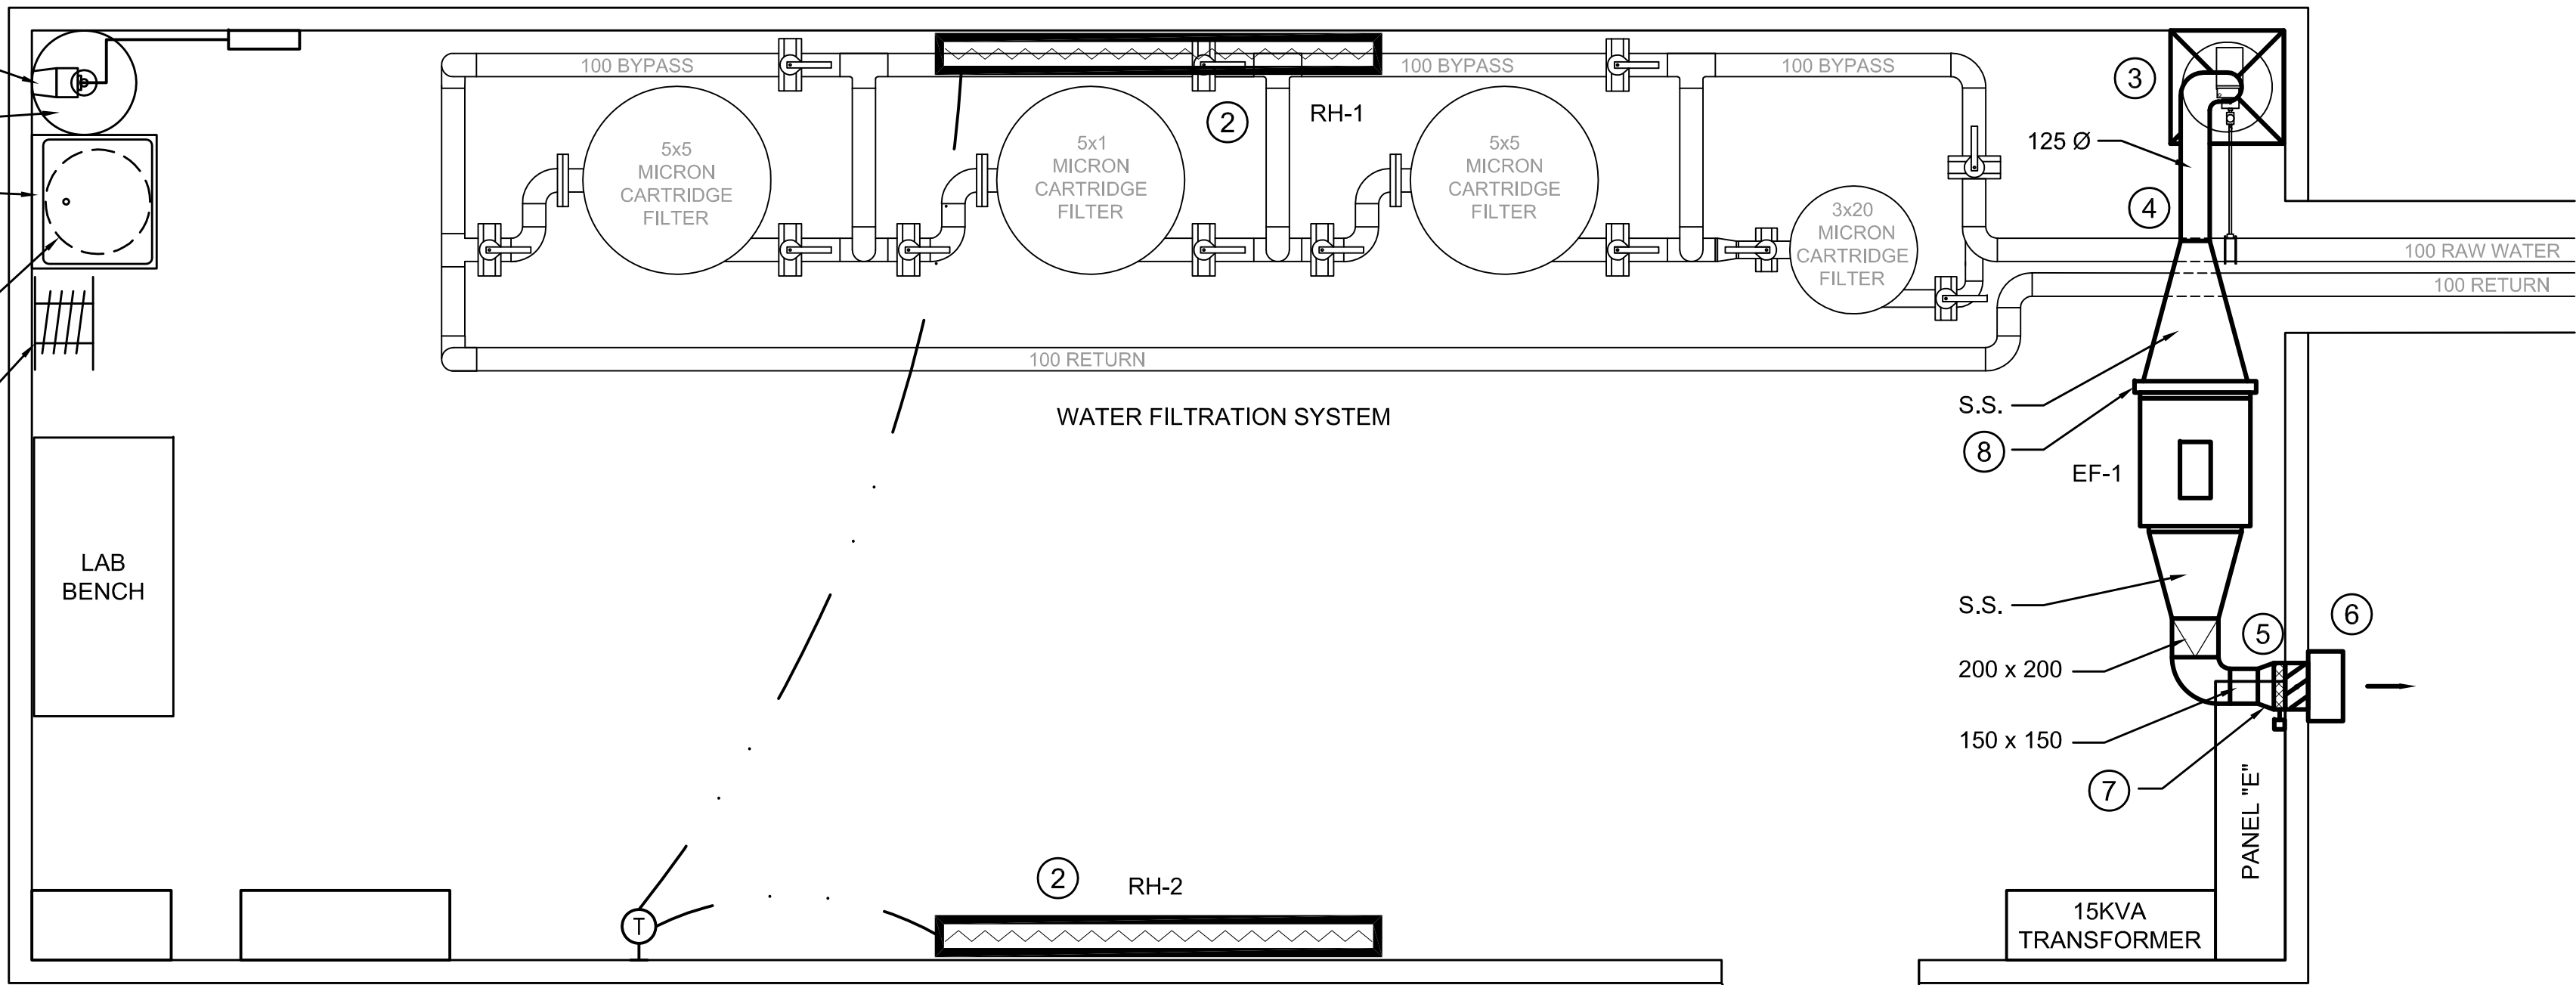 100 BYPASS
100 BYPASS
100 BYPASS
3
2
RH-1
125 Ø
5x5
MICRON
CARTRIDGE
FILTER
5x1
MICRON
CARTRIDGE
FILTER
5x5
MICRON
CARTRIDGE
FILTER
3x20
MICRON
CARTRIDGE
FILTER
4
100 RAW WATER
100 RETURN
100 RETURN
WATER FILTRATION SYSTEM
S.S.
8
EF-1
LAB
BENCH
S.S.
5
6
200 x 200
150 x 150
7
PANEL "E"
2
RH-2
T
15KVA
TRANSFORMER